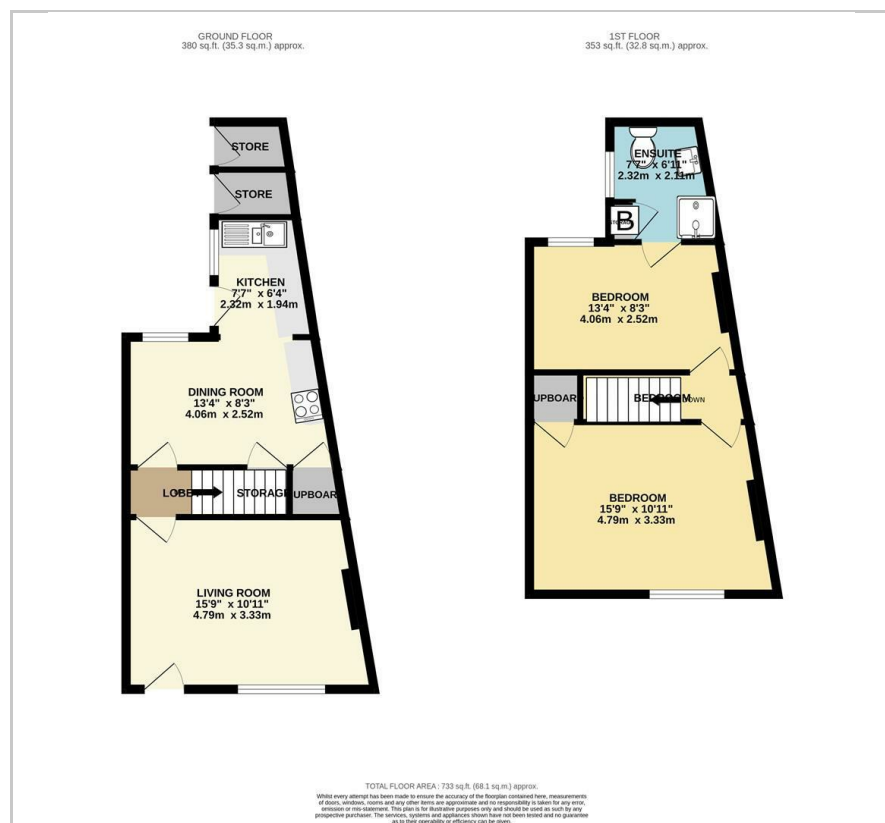 GROUND FLOOR
380 sq.ft. (35.3 sq.m.) approx.
STORE
STORE
KITCHEN
7'7" x 6'4"
2.32m x 1.94m
DINING ROOM
13'4" x 8'3"
4.06m x 2.52m
LOBBY
STORAGE
UPBOARD
LIVING ROOM
15'9" x 10'11"
4.79m x 3.33m
1ST FLOOR
353 sq.ft. (32.8 sq.m.) approx.
ENSUITE
7'7" x 6'11"
2.32m x 2.11m
B
BEDROOM
13'4" x 8'3"
4.06m x 2.52m
UPBOARD
BEDROOM
DOWN
BEDROOM
15'9" x 10'11"
4.79m x 3.33m
TOTAL FLOOR AREA : 733 sq.ft. (68.1 sq.m.) approx.
Whilst every attempt has been made to ensure the accuracy of the floorplan contained here, measurements
of doors, windows, rooms and any other items are approximate and no responsibility is taken for any error,
omission or mis-statement. This plan is for illustrative purposes only and should be used as such by any
prospective purchaser. The services, systems and appliances shown have not been tested and no guarantee
as to their operability or efficiency can be given.